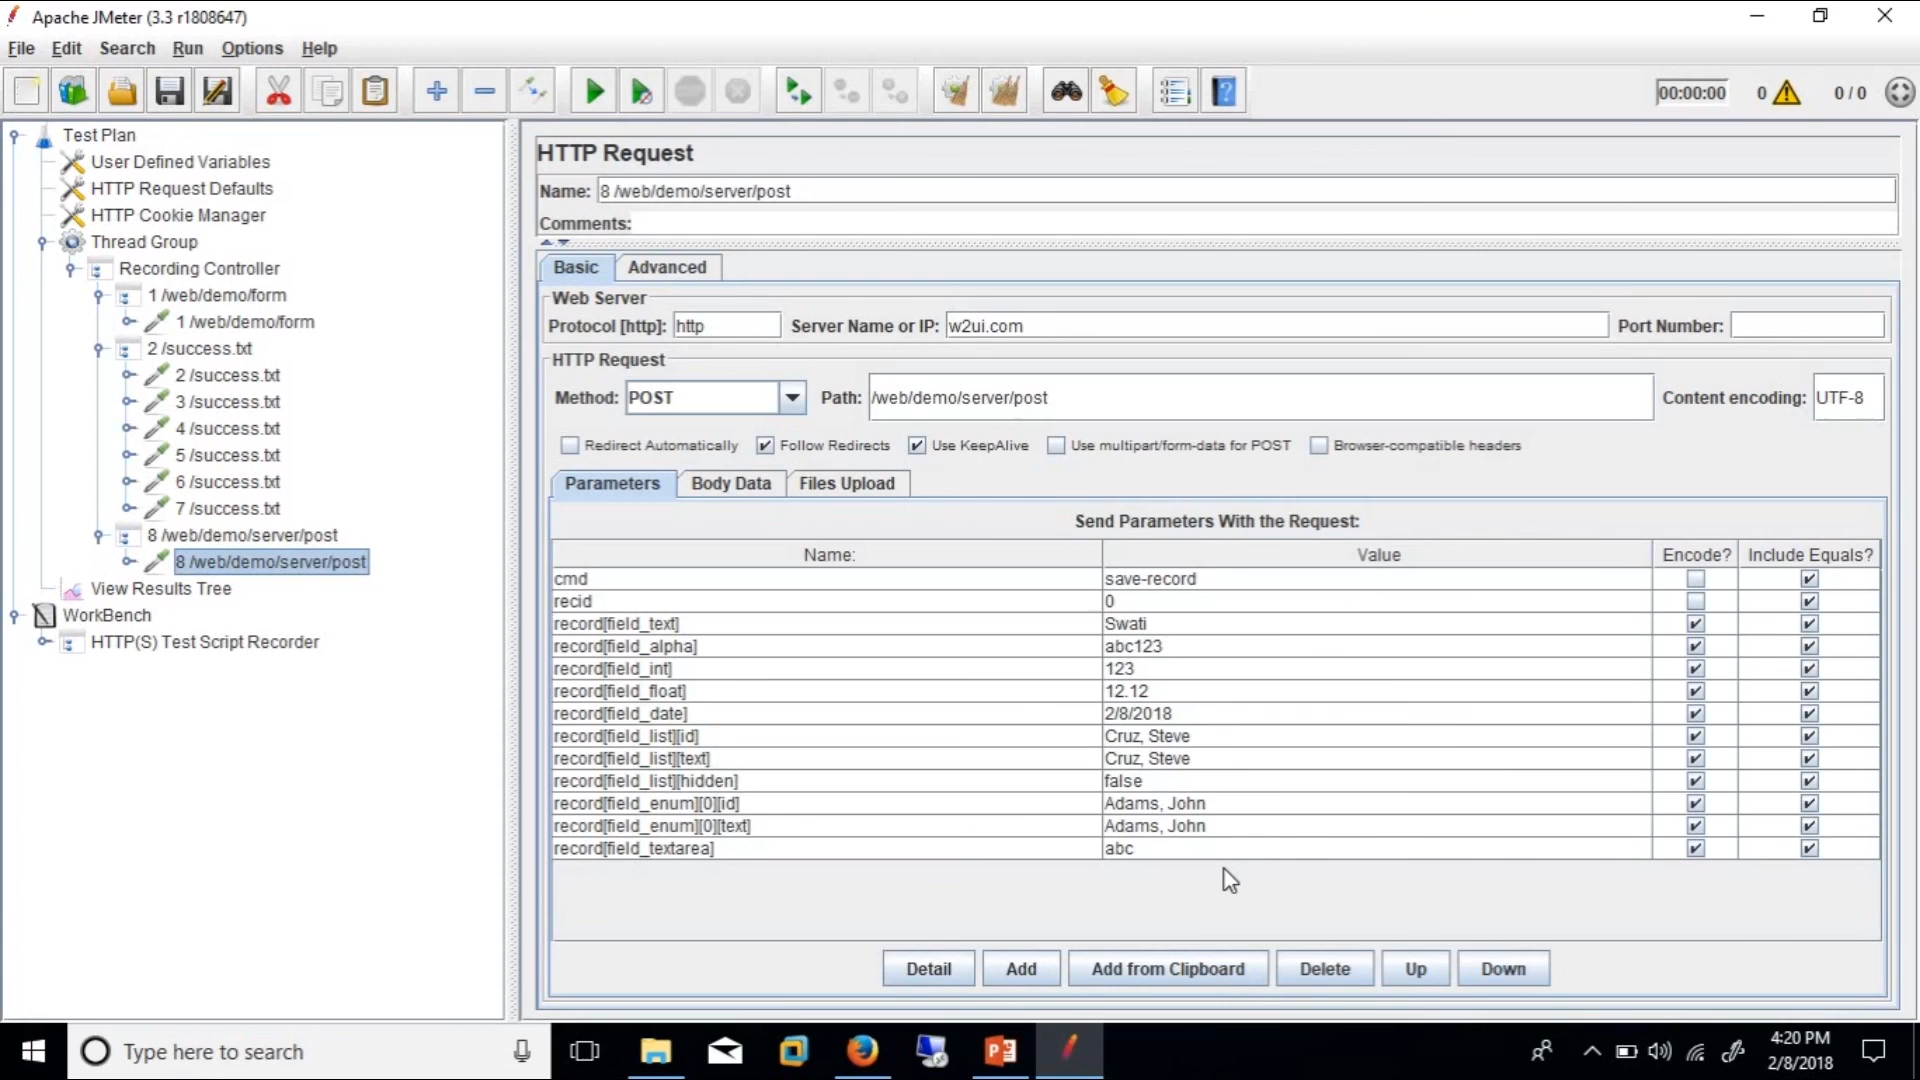 Apache JMeter (3.3 r1808647)
File Edit Search Run Options Help
00:00:00 0 0 / 0
Test Plan
User Defined Variables
HTTP Request Defaults
HTTP Cookie Manager
Thread Group
Recording Controller
1 /web/demo/form
1 /web/demo/form
2 /success.txt
2 /success.txt
3 /success.txt
4 /success.txt
5 /success.txt
6 /success.txt
7 /success.txt
8 /web/demo/server/post
8 /web/demo/server/post
View Results Tree
WorkBench
HTTP(S) Test Script Recorder
HTTP Request
Name: 8 /web/demo/server/post
Comments:
Basic Advanced
Web Server
Protocol [http]: http Server Name or IP: w2ui.com Port Number:
HTTP Request
Method: POST Path: /web/demo/server/post Content encoding: UTF-8
Redirect Automatically Follow Redirects Use KeepAlive Use multipart/form-data for POST Browser-compatible headers
Parameters Body Data Files Upload
Send Parameters With the Request:
Name: Value Encode? Include Equals?
cmd save-record
recid 0
record[field_text] Swati
record[field_alpha] abc123
record[field_int] 123
record[field_float] 12.12
record[field_date] 2/8/2018
record[field_list][id] Cruz, Steve
record[field_list][text] Cruz, Steve
record[field_list][hidden] false
record[field_enum][0][id] Adams, John
record[field_enum][0][text] Adams, John
record[field_textarea] abc
Detail Add Add from Clipboard Delete Up Down
Type here to search
4:20 PM
2/8/2018